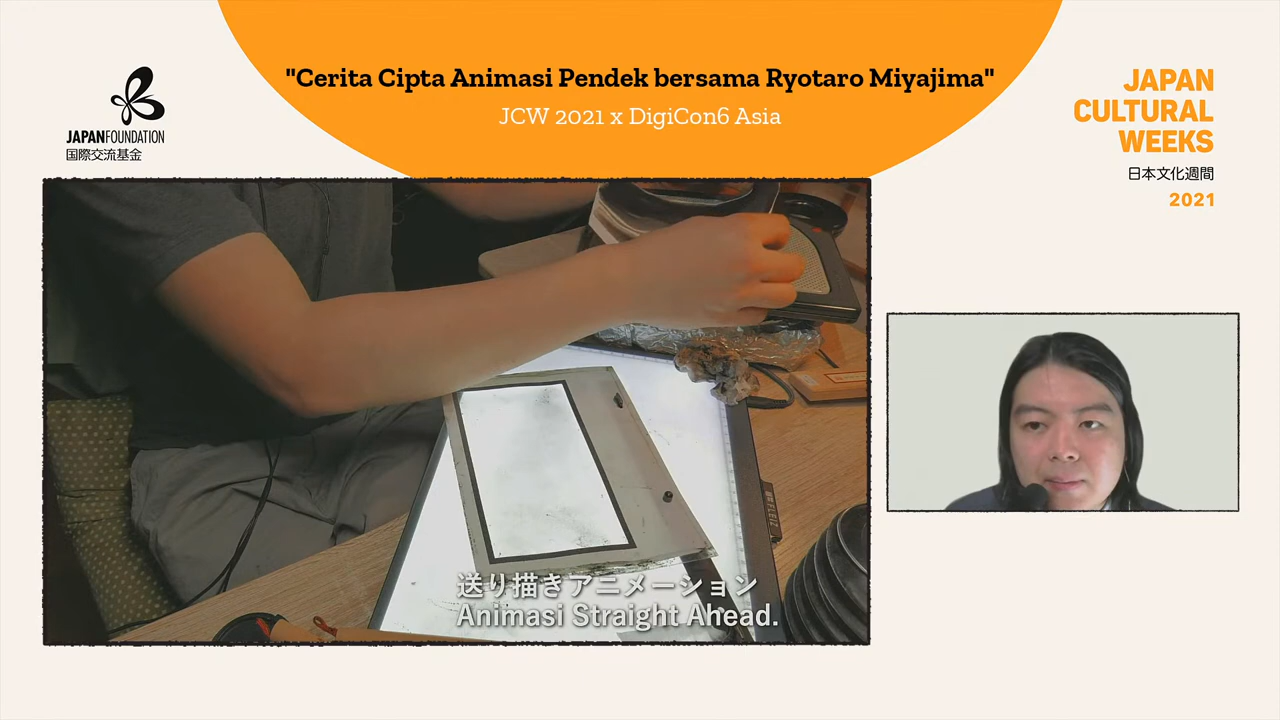 "Cerita Cipta Animasi Pendek bersama Ryotaro Miyajima"
JCW 2021 x DigiCon6 Asia
JAPANFOUNDATION
国際交流基金
JAPAN
CULTURAL
WEEKS
日本文化週間
2021
送り描きアニメーション
Animasi Straight Ahead.